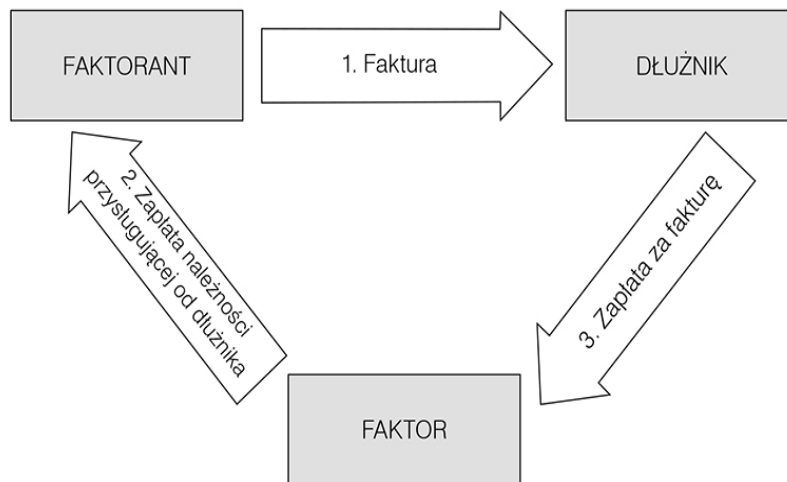 FAKTORANT
1. Faktura
DŁUŻNIK
2. Zapłata należności
przysługującej od dłużnika
3. Zapłata za fakturę
FAKTOR